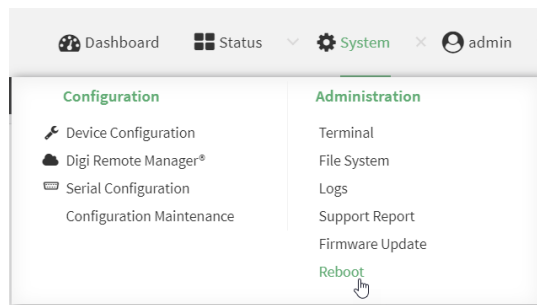 Dashboard Status System admin
Configuration Administration
Device Configuration Terminal
Digi Remote Manager® File System
Serial Configuration Logs
Configuration Maintenance Support Report
Firmware Update
Reboot